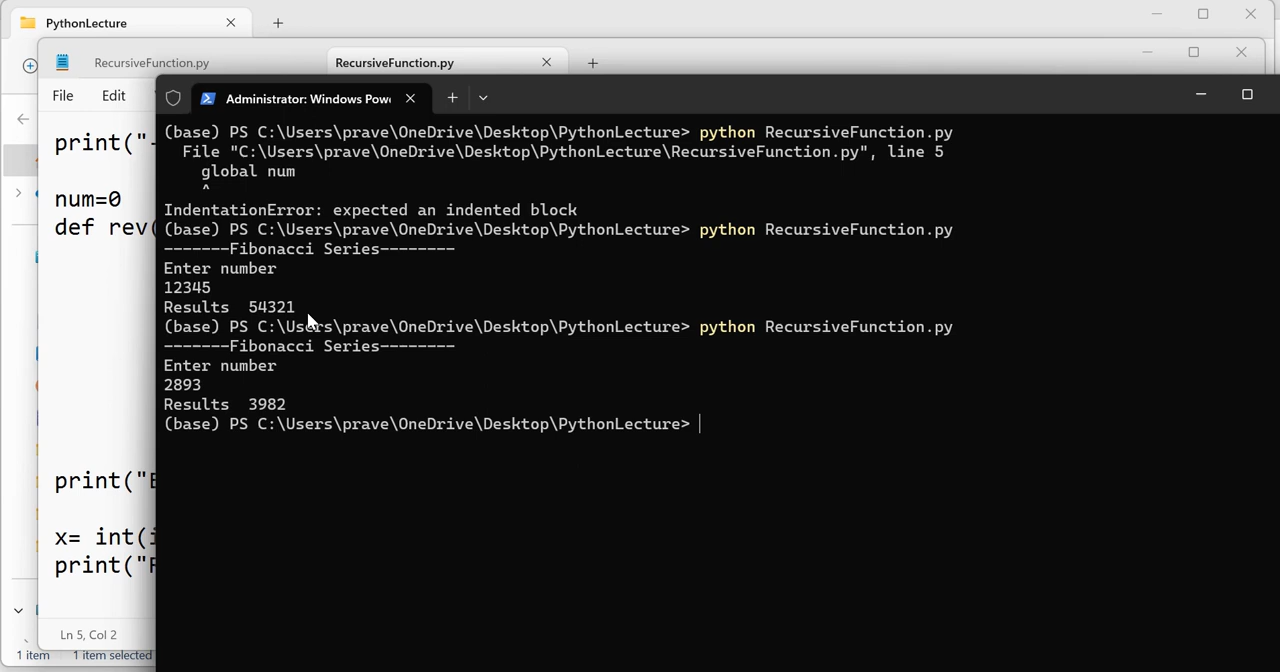 PythonLecture
RecursiveFunction.py
RecursiveFunction.py
File Edit
print("-
num=0
def rev(
print("E
x= int(i
Ln 5, Col 2
1 item 1 item selected
Administrator: Windows Pow
(base) PS C:\Users\prave\OneDrive\Desktop\PythonLecture> python RecursiveFunction.py
File "C:\Users\prave\OneDrive\Desktop\PythonLecture\RecursiveFunction.py", line 5
global num
^
IndentationError: expected an indented block
(base) PS C:\Users\prave\OneDrive\Desktop\PythonLecture> python RecursiveFunction.py
-------Fibonacci Series--------
Enter number
12345
Results 54321
(base) PS C:\Users\prave\OneDrive\Desktop\PythonLecture> python RecursiveFunction.py
-------Fibonacci Series--------
Enter number
2893
Results 3982
(base) PS C:\Users\prave\OneDrive\Desktop\PythonLecture>